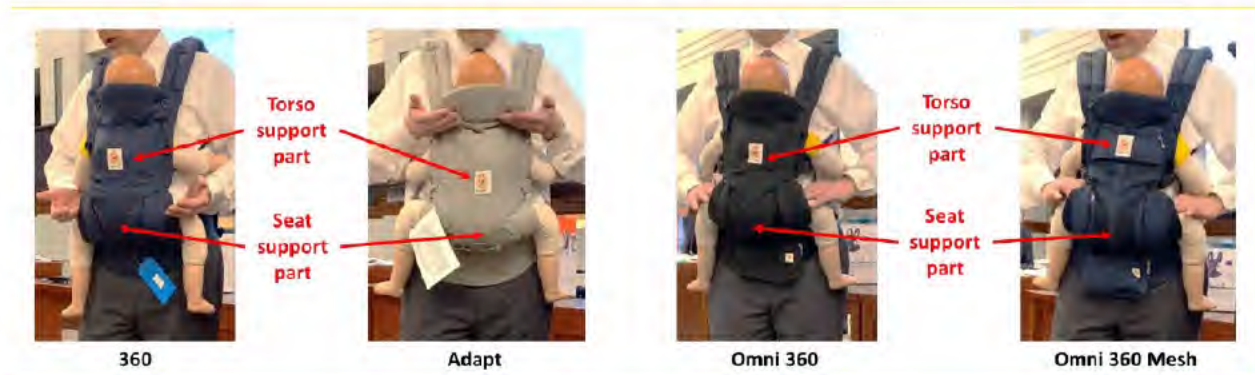 Torso
support
part
Seat
support
part
Torso
support
part
Seat
support
part
360
Adapt
Omni 360
Omni 360 Mesh